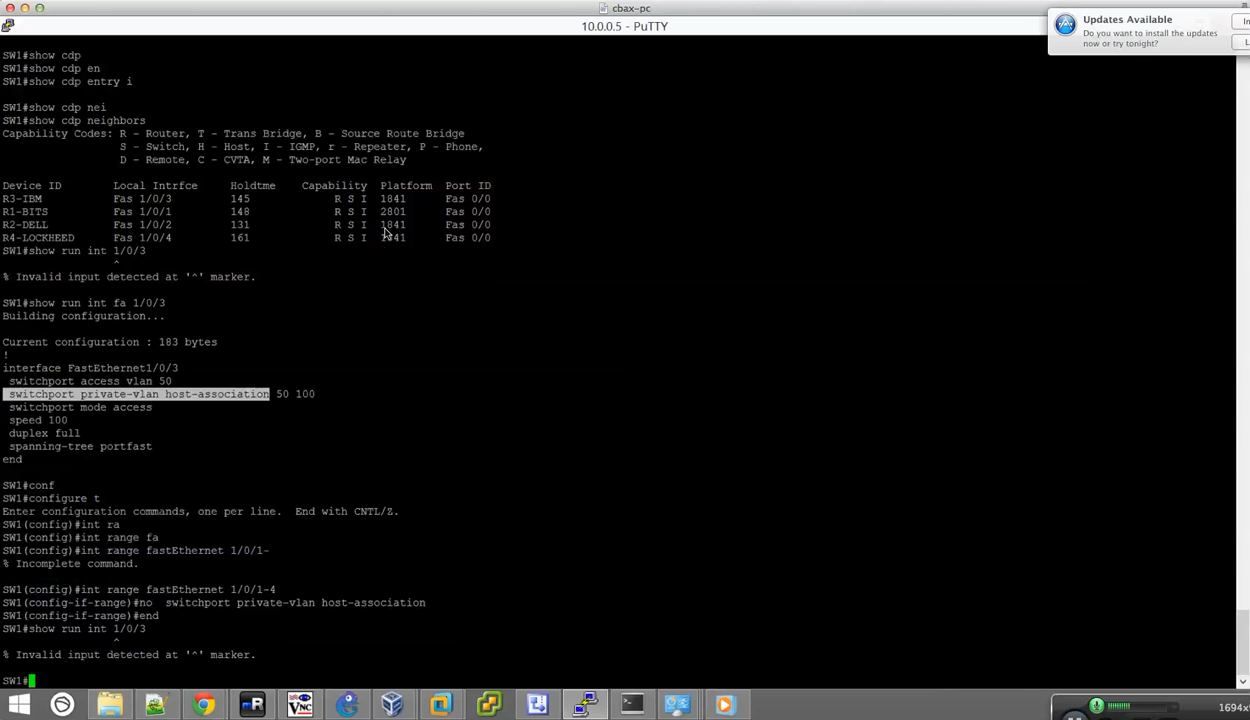 cbax-pc
10.0.0.5 - PuTTY
Updates Available
Do you want to install the updates
now or try tonight?
In
L
SW1#show cdp
SW1#show cdp en
SW1#show cdp entry i
SW1#show cdp nei
SW1#show cdp neighbors
Capability Codes: R - Router, T - Trans Bridge, B - Source Route Bridge
S - Switch, H - Host, I - IGMP, r - Repeater, P - Phone,
D - Remote, C - CVTA, M - Two-port Mac Relay
Device ID Local Intrfce Holdtme Capability Platform Port ID
R3-IBM Fas 1/0/3 145 R S I 1841 Fas 0/0
R1-BITS Fas 1/0/1 148 R S I 2801 Fas 0/0
R2-DELL Fas 1/0/2 131 R S I 1841 Fas 0/0
R4-LOCKHEED Fas 1/0/4 161 R S I 1841 Fas 0/0
SW1#show run int 1/0/3
^
% Invalid input detected at '^' marker.
SW1#show run int fa 1/0/3
Building configuration...
Current configuration : 183 bytes
!
interface FastEthernet1/0/3
switchport access vlan 50
switchport private-vlan host-association 50 100
switchport mode access
speed 100
duplex full
spanning-tree portfast
end
SW1#conf
SW1#configure t
Enter configuration commands, one per line. End with CNTL/Z.
SW1(config)#int ra
SW1(config)#int range fa
SW1(config)#int range fastEthernet 1/0/1-
% Incomplete command.
SW1(config)#int range fastEthernet 1/0/1-4
SW1(config-if-range)#no switchport private-vlan host-association
SW1(config-if-range)#end
SW1#show run int 1/0/3
^
% Invalid input detected at '^' marker.
SW1#
1694x